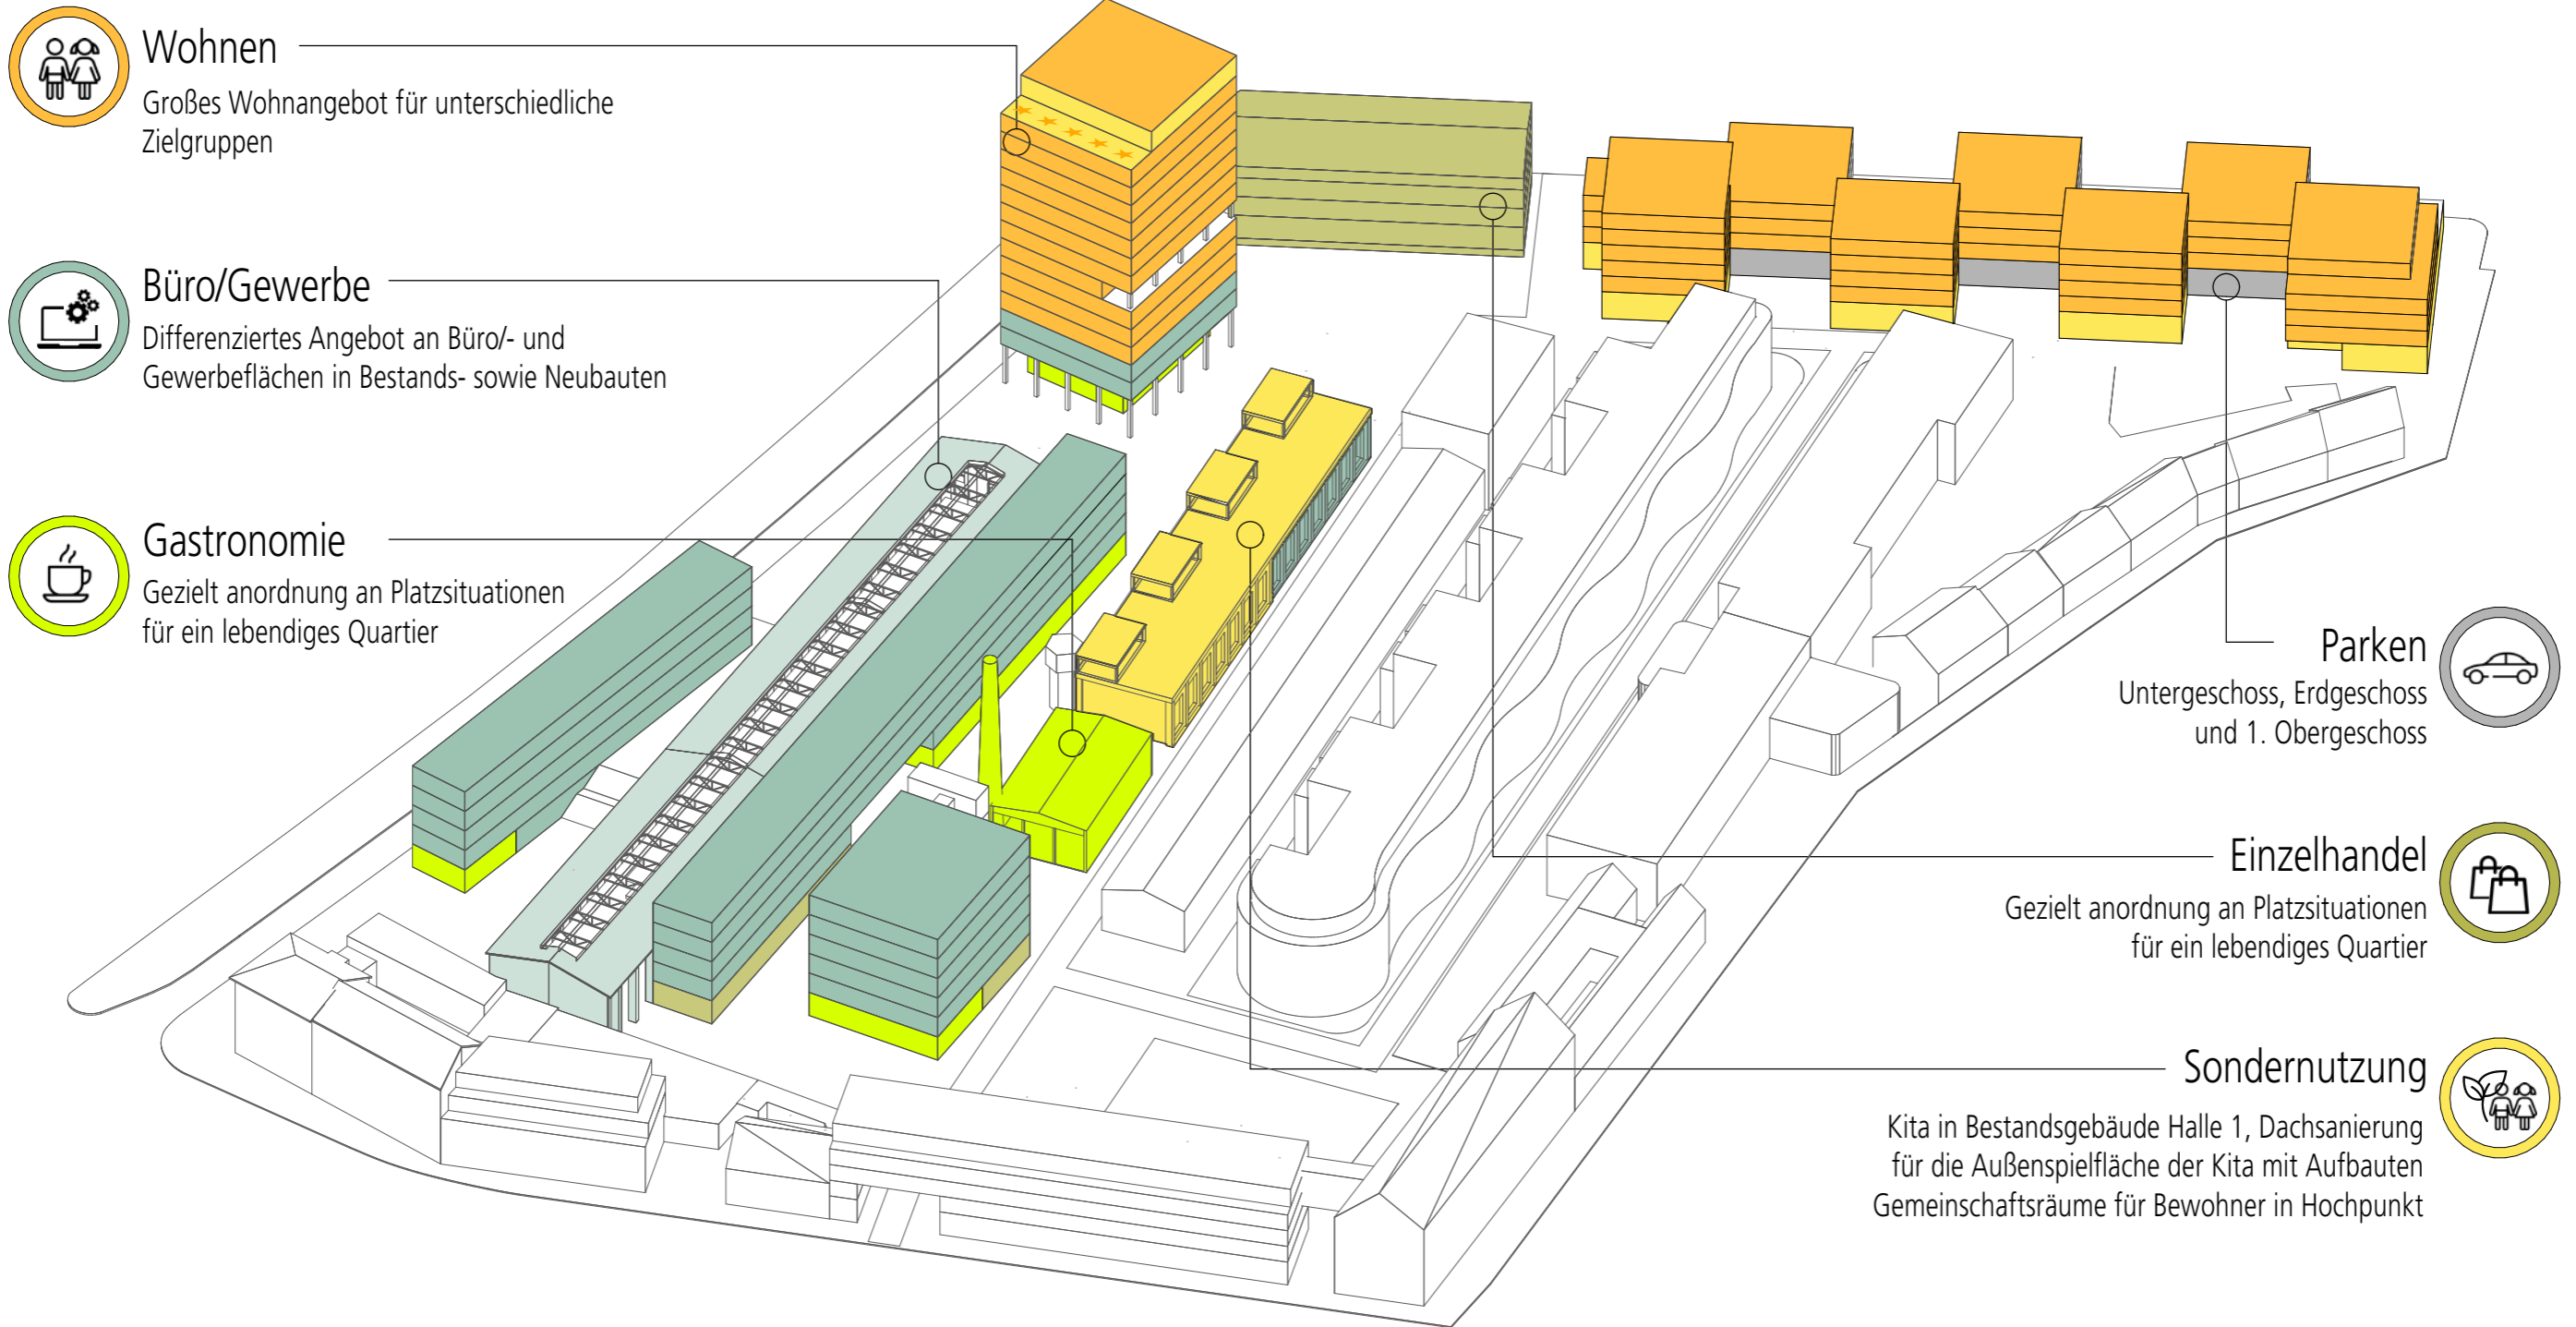 Wohnen
Großes Wohnangebot für unterschiedliche
Zielgruppen
Büro/Gewerbe
Differenziertes Angebot an Büro/- und
Gewerbeflächen in Bestands- sowie Neubauten
Gastronomie
Gezielt anordnung an Platzsituationen
für ein lebendiges Quartier
Parken
Untergeschoss, Erdgeschoss
und 1. Obergeschoss
Einzelhandel
Gezielt anordnung an Platzsituationen
für ein lebendiges Quartier
Sondernutzung
Kita in Bestandsgebäude Halle 1, Dachsanierung
für die Außenspielfläche der Kita mit Aufbauten
Gemeinschaftsräume für Bewohner in Hochpunkt